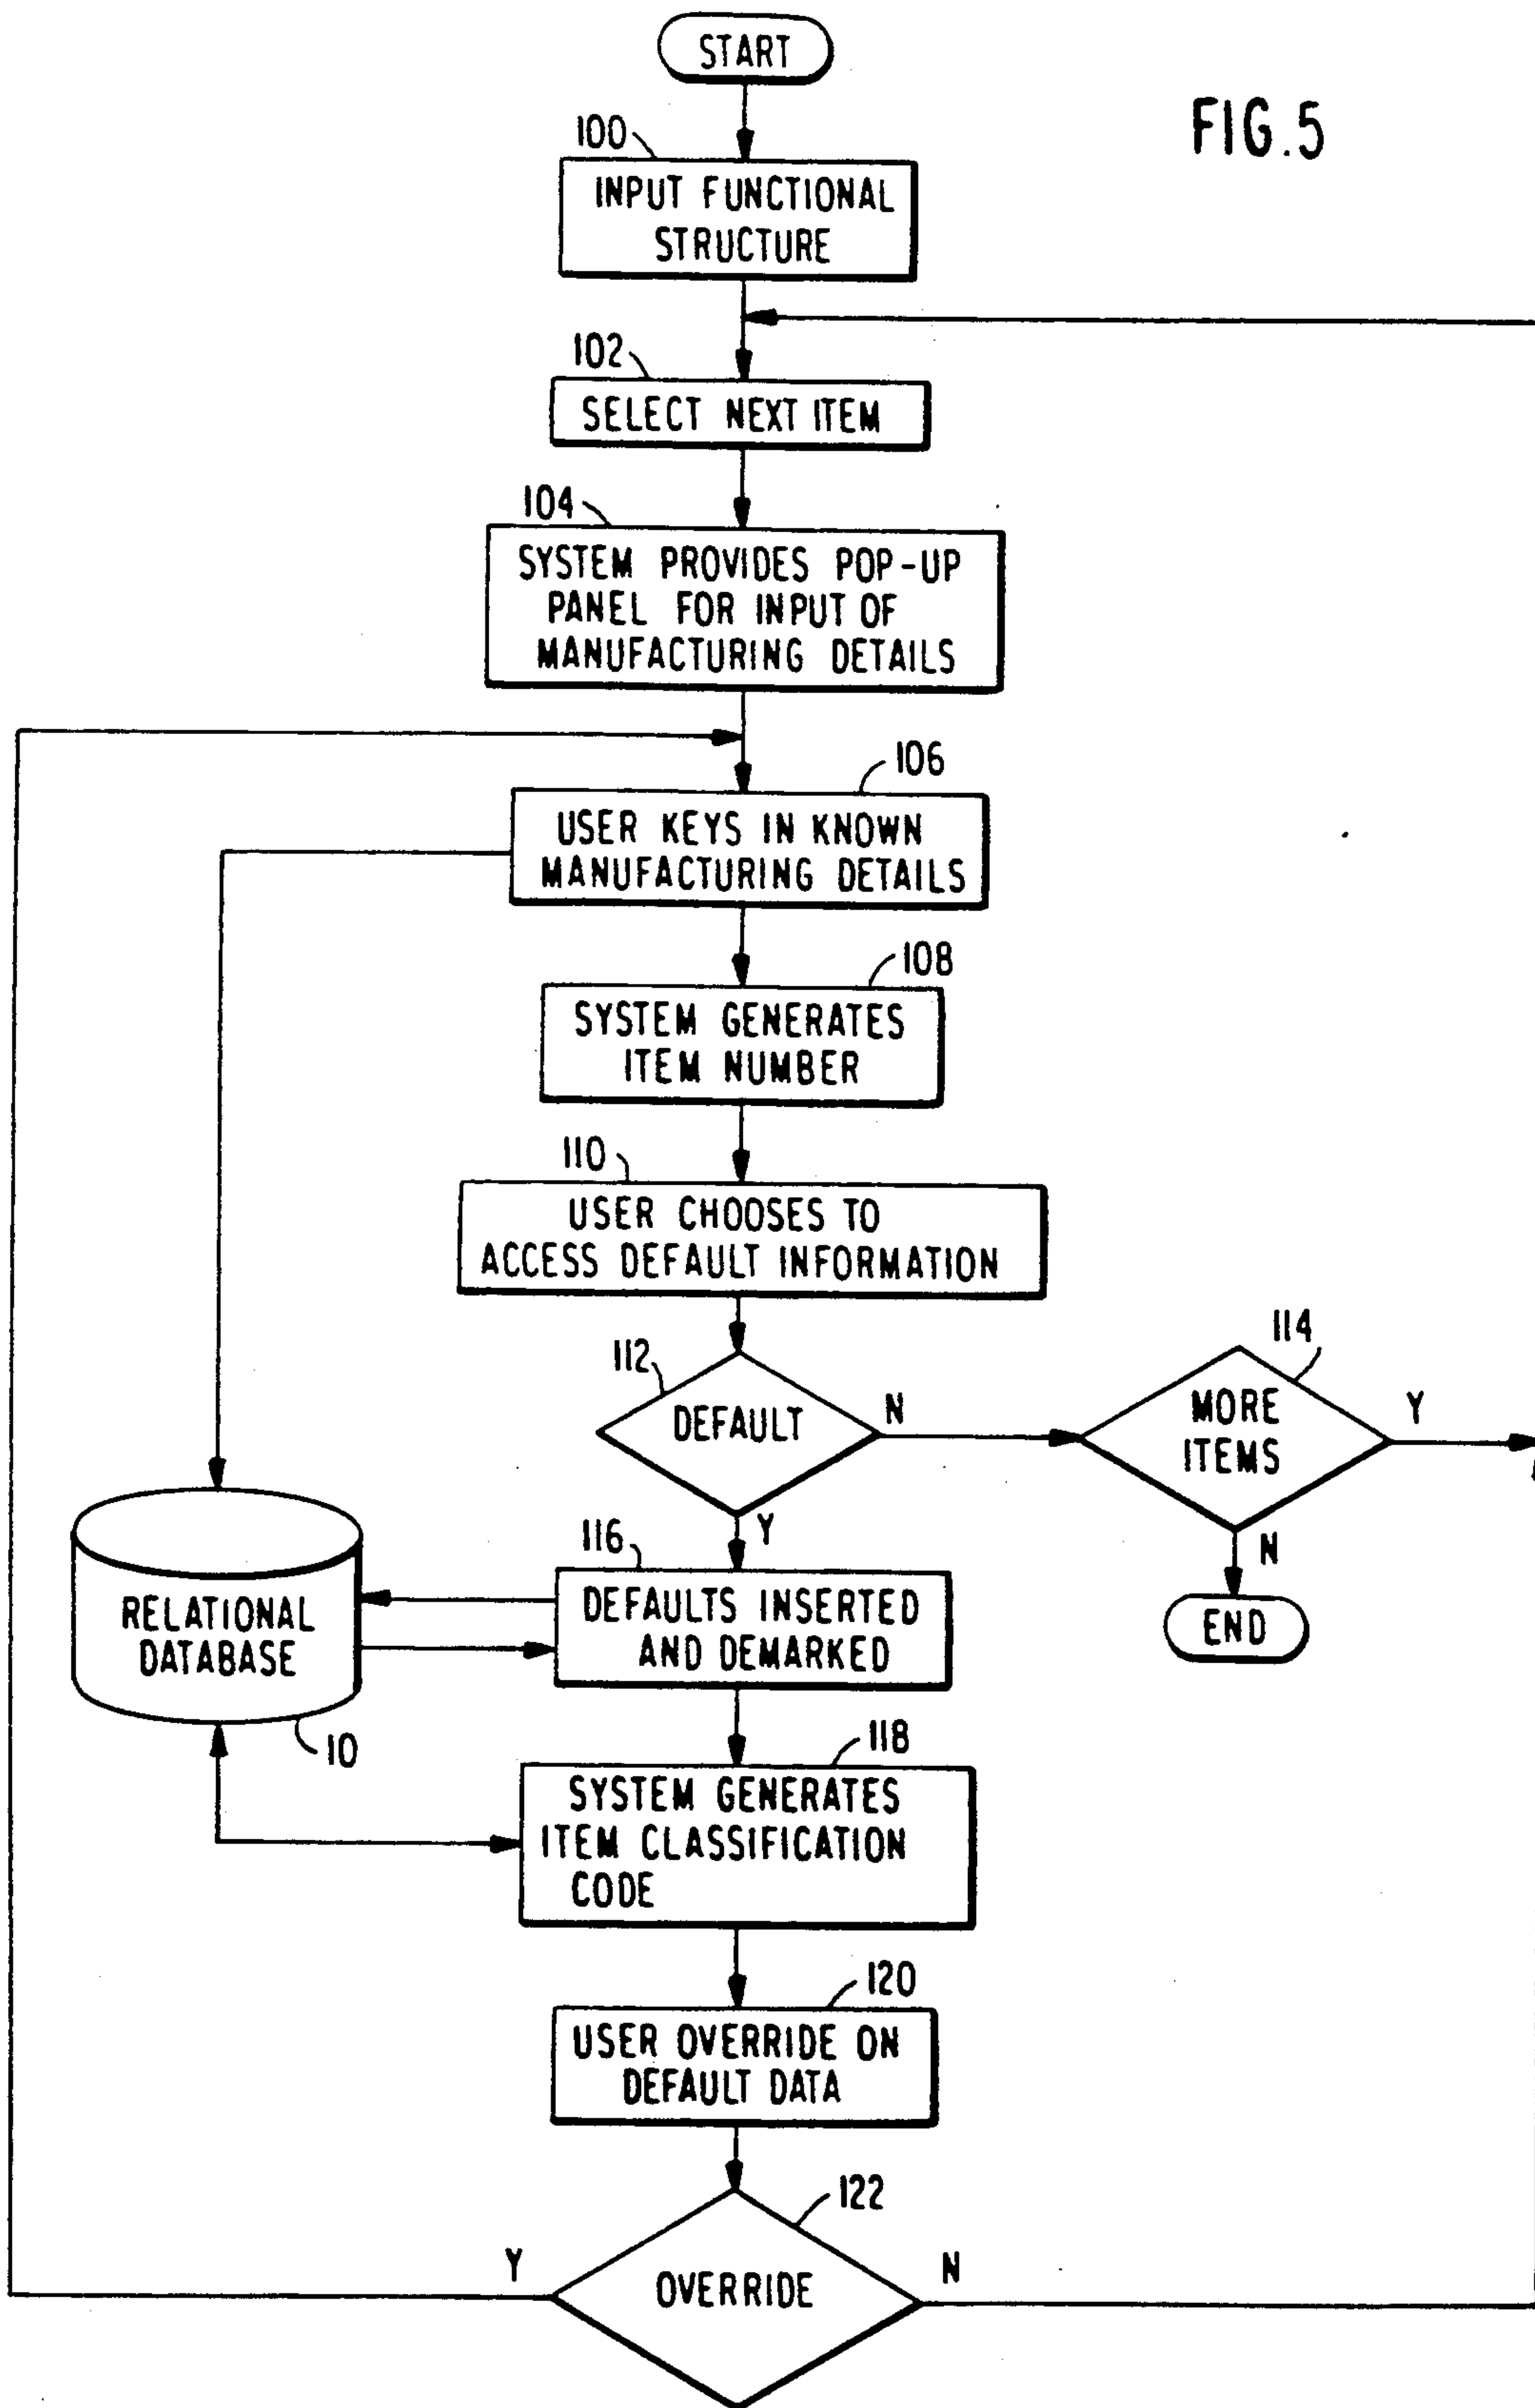 START
FIG.5
100
INPUT FUNCTIONAL
STRUCTURE
102
SELECT NEXT ITEM
104
SYSTEM PROVIDES POP-UP
PANEL FOR INPUT OF
MANUFACTURING DETAILS
106
USER KEYS IN KNOWN
MANUFACTURING DETAILS
108
SYSTEM GENERATES
ITEM NUMBER
110
USER CHOOSES TO
ACCESS DEFAULT INFORMATION
112
DEFAULT
N
114
MORE
ITEMS
Y
Y
N
END
116
DEFAULTS INSERTED
AND DEMARKED
RELATIONAL
DATABASE
10
118
SYSTEM GENERATES
ITEM CLASSIFICATION
CODE
120
USER OVERRIDE ON
DEFAULT DATA
122
Y
OVERRIDE
N